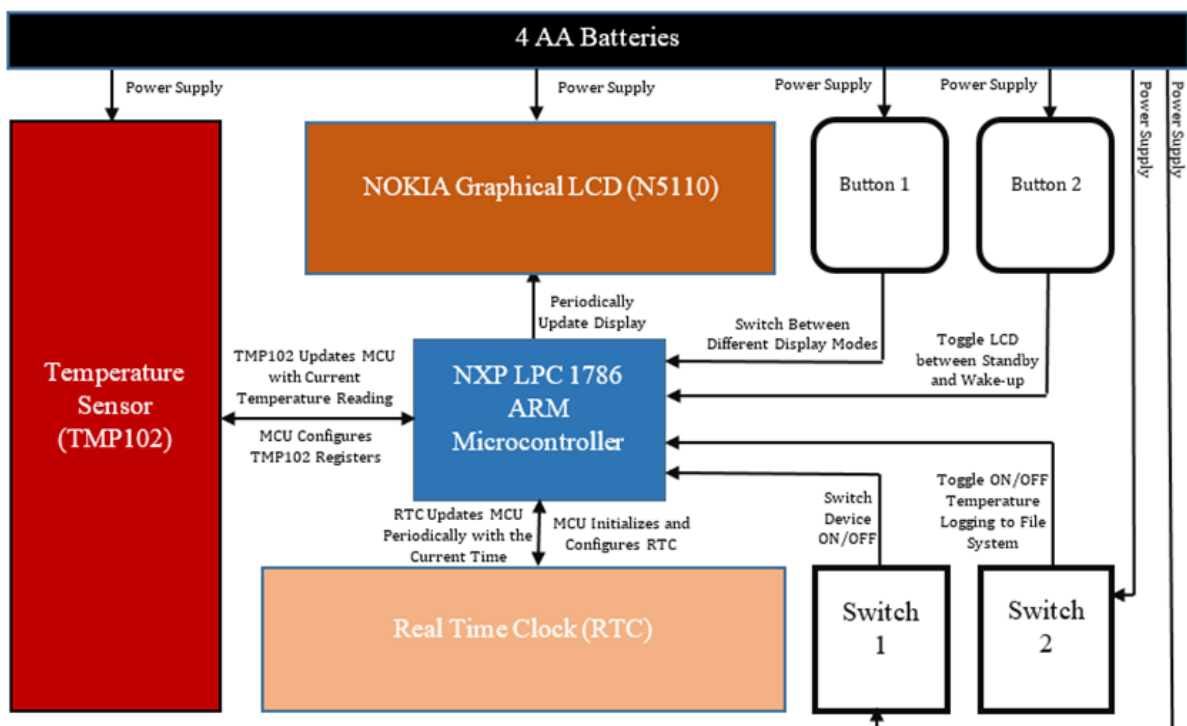 4 AA Batteries
Power Supply
Power Supply
Power Supply
Power Supply
Power Supply
Power Supply
NOKIA Graphical LCD (N5110)
Button 1
Button 2
Periodically
Update Display
Switch Between
Different Display Modes
Toggle LCD
between Standby
and Wake-up
Temperature
Sensor
(TMP102)
TMP102 Updates MCU
with Current
Temperature Reading
MCU Configures
TMP102 Registers
NXP LPC 1786
ARM
Microcontroller
RTC Updates MCU
Periodically with the
Current Time
MCU Initializes and
Configures RTC
Switch
Device
ON/OFF
Toggle ON/OFF
Temperature
Logging to File
System
Real Time Clock (RTC)
Switch
1
Switch
2